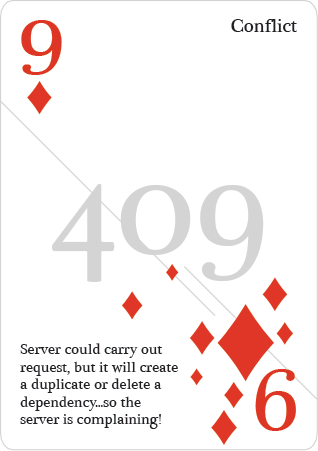 9
Conflict
409
Server could carry out
request, but it will create
a duplicate or delete a
dependency...so the
server is complaining!
9